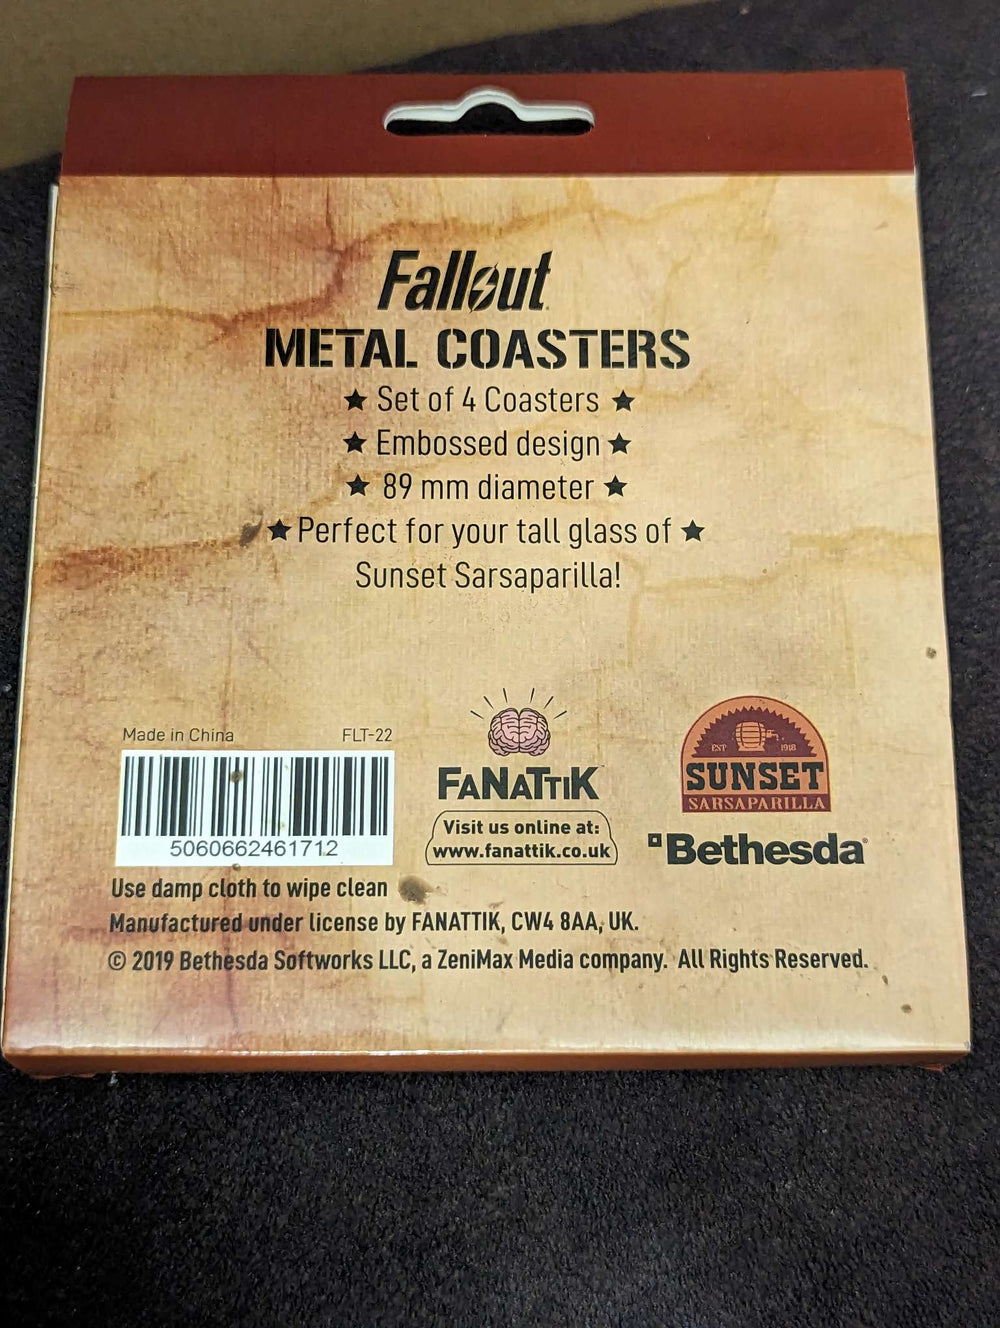 Fallout
METAL COASTERS
★ Set of 4 Coasters ★
★ Embossed design ★
★ 89 mm diameter ★
★ Perfect for your tall glass of ★
Sunset Sarsaparilla!
Made in China FLT-22
5060662461712
FANATTIK
Visit us online at:
www.fanattik.co.uk
EST 1918
SUNSET
SARSAPARILLA
Bethesda
Use damp cloth to wipe clean
Manufactured under license by FANATTIK, CW4 8AA, UK.
© 2019 Bethesda Softworks LLC, a ZeniMax Media company. All Rights Reserved.